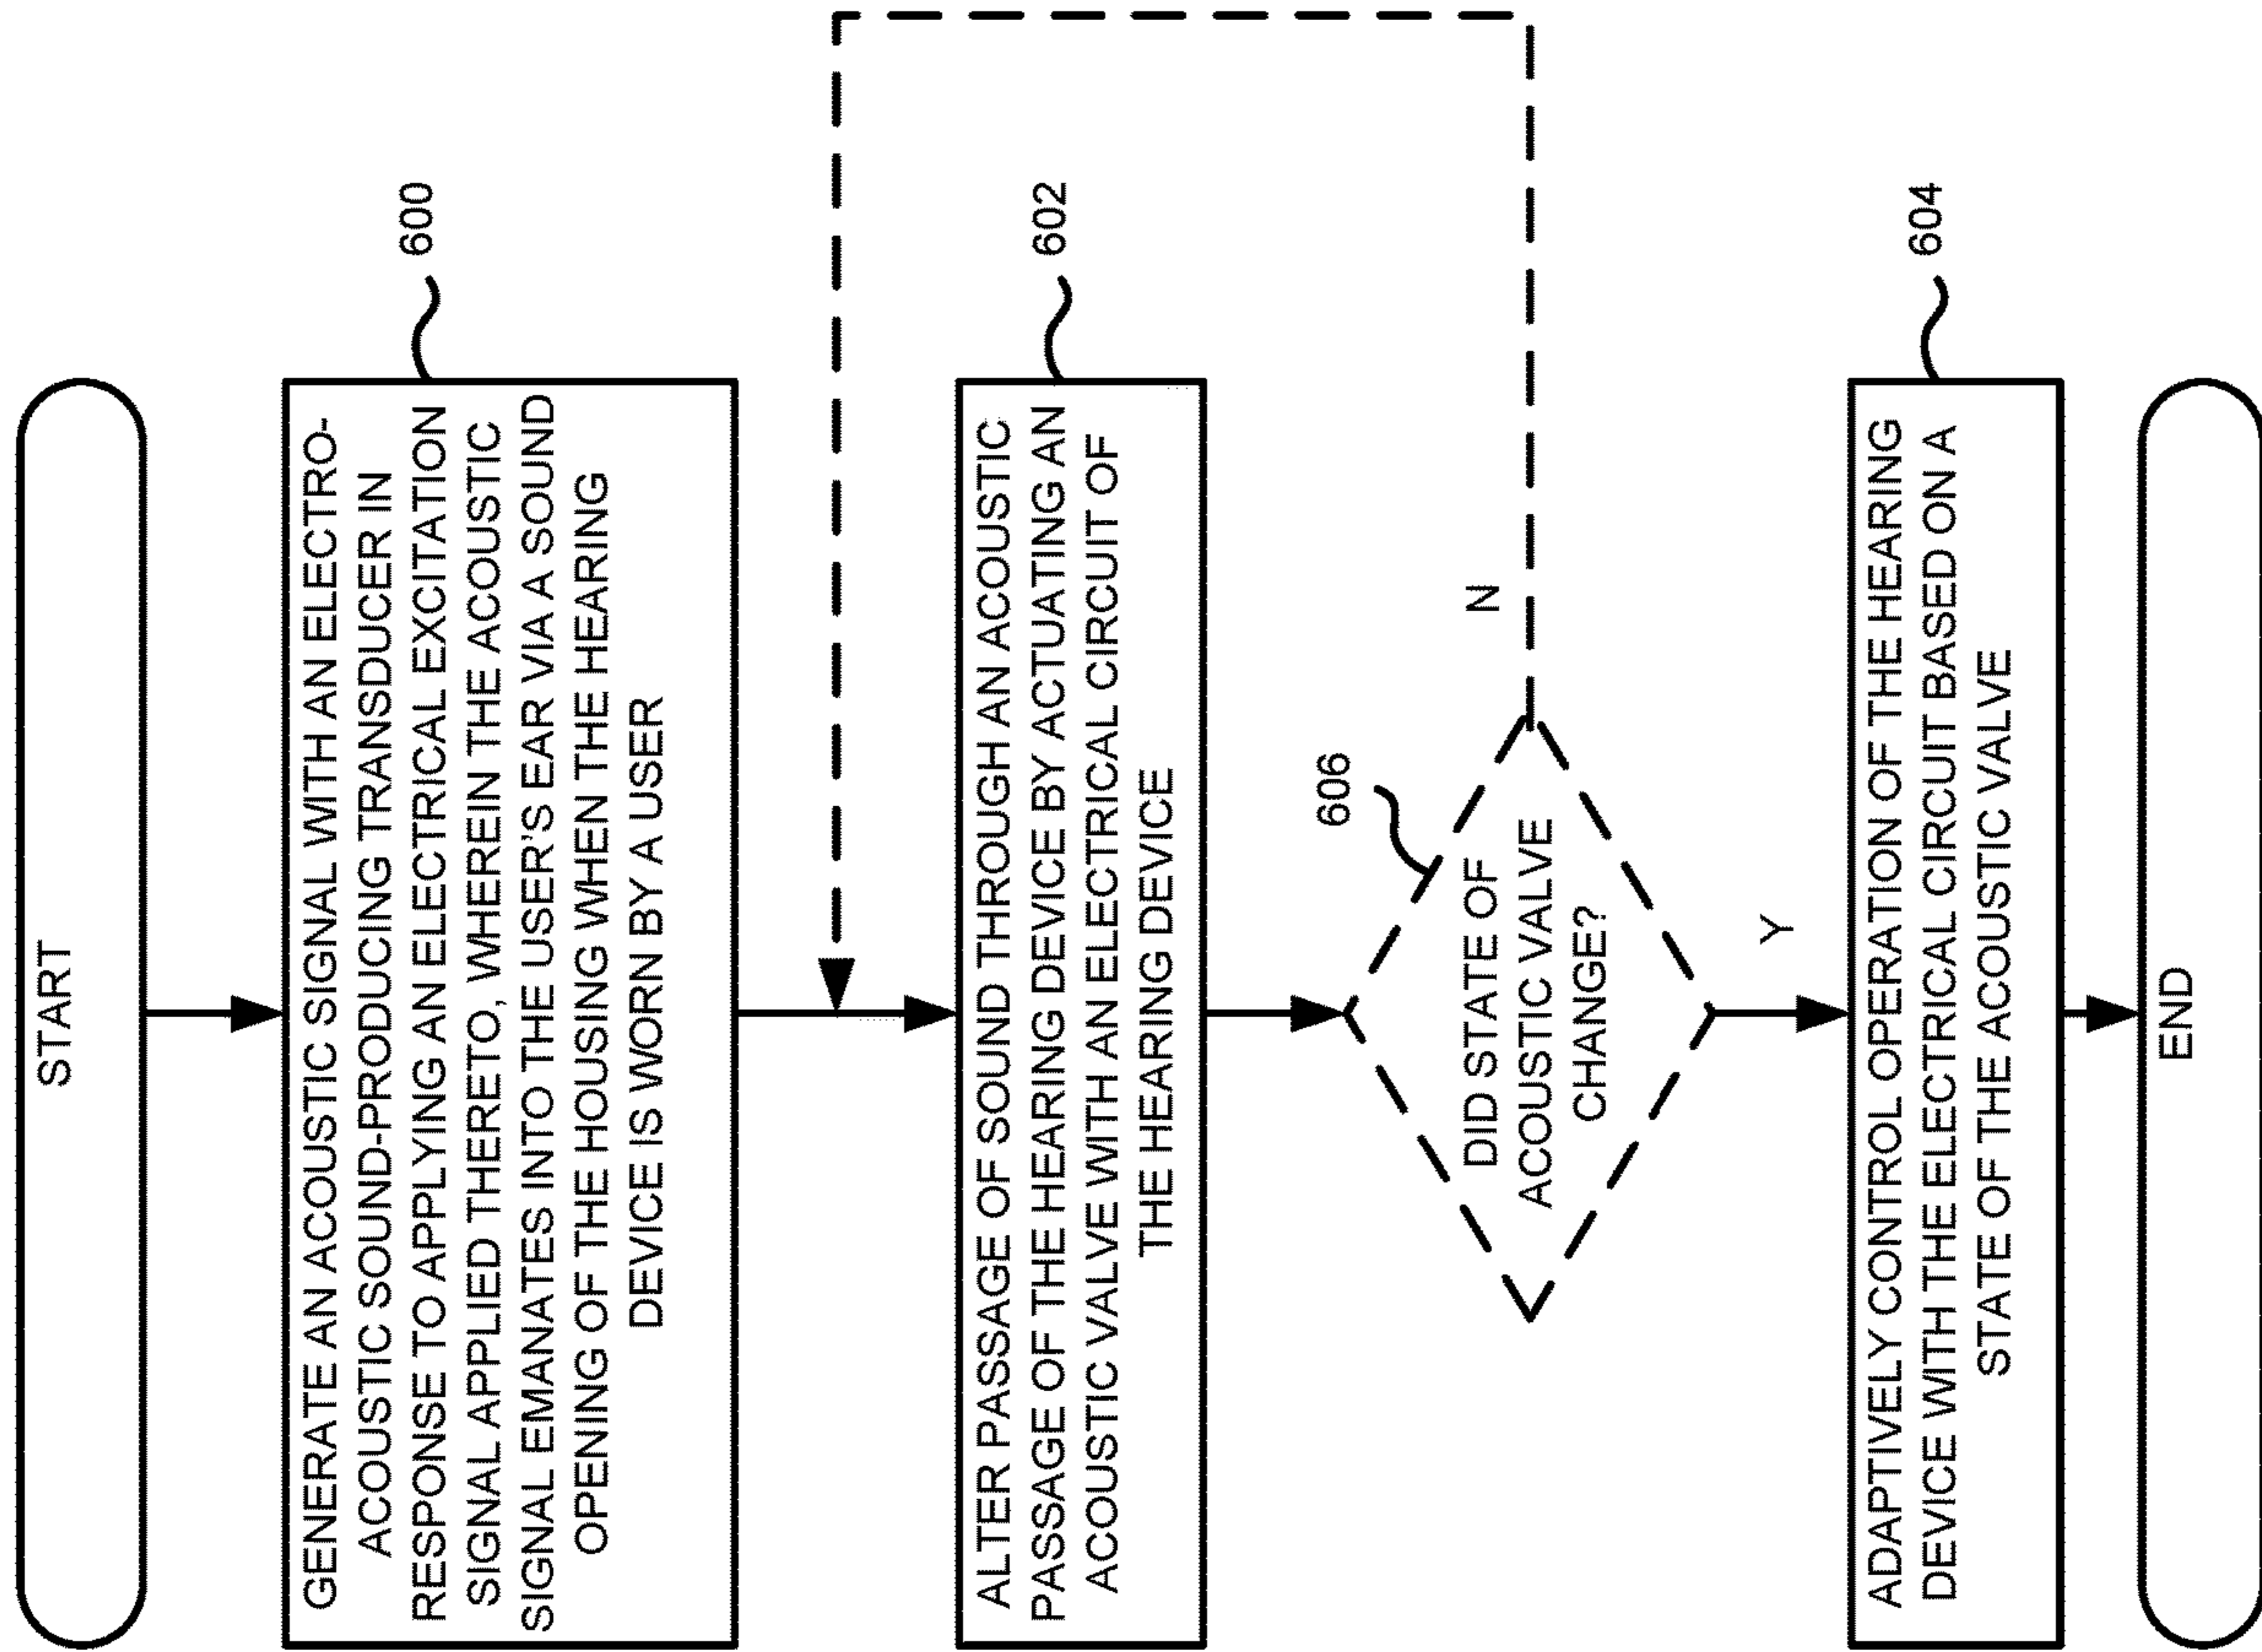 START
GENERATE AN ACOUSTIC SIGNAL WITH AN ELECTRO-
ACOUSTIC SOUND-PRODUCING TRANSDUCER IN
RESPONSE TO APPLYING AN ELECTRICAL EXCITATION
SIGNAL APPLIED THERETO, WHEREIN THE ACOUSTIC
SIGNAL EMANATES INTO THE USER'S EAR VIA A SOUND
OPENING OF THE HOUSING WHEN THE HEARING
DEVICE IS WORN BY A USER
600
ALTER PASSAGE OF SOUND THROUGH AN ACOUSTIC
PASSAGE OF THE HEARING DEVICE BY ACTUATING AN
ACOUSTIC VALVE WITH AN ELECTRICAL CIRCUIT OF
THE HEARING DEVICE
602
606
DID STATE OF
ACOUSTIC VALVE
CHANGE?
N
Y
ADAPTIVELY CONTROL OPERATION OF THE HEARING
DEVICE WITH THE ELECTRICAL CIRCUIT BASED ON A
STATE OF THE ACOUSTIC VALVE
604
END